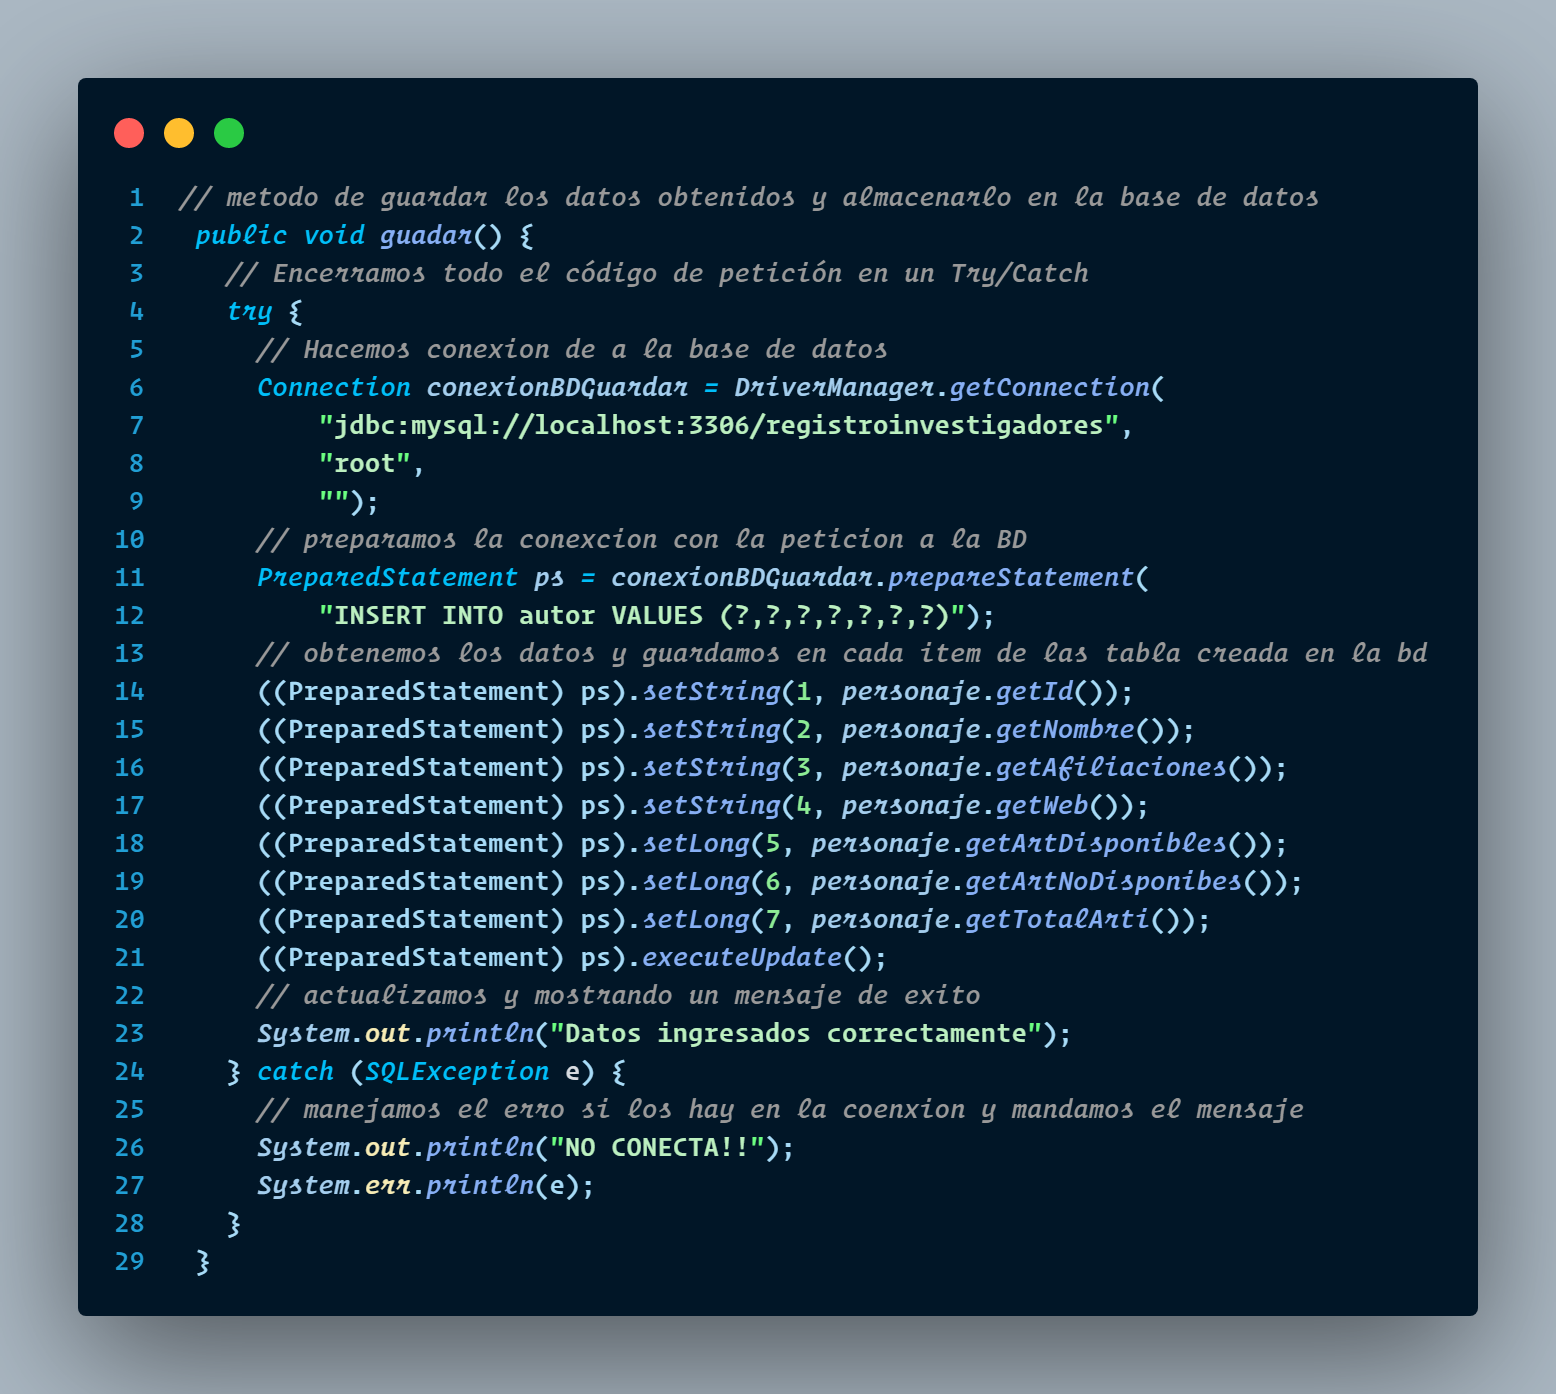 1 // metodo de guardar los datos obtenidos y almacenarlo en la base de datos
2 public void guadar() {
3 // Encerramos todo el código de petición en un Try/Catch
4 try {
5 // Hacemos conexion de a la base de datos
6 Connection conexionBDGuardar = DriverManager.getConnection(
7 "jdbc:mysql://localhost:3306/registroinvestigadores",
8 "root",
9 "");
10 // preparamos la conexcion con la peticion a la BD
11 PreparedStatement ps = conexionBDGuardar.prepareStatement(
12 "INSERT INTO autor VALUES (?,?,?,?,?,?,?)");
13 // obtenemos los datos y guardamos en cada item de las tabla creada en la bd
14 ((PreparedStatement) ps).setString(1, personaje.getId());
15 ((PreparedStatement) ps).setString(2, personaje.getNombre());
16 ((PreparedStatement) ps).setString(3, personaje.getAfiliaciones());
17 ((PreparedStatement) ps).setString(4, personaje.getWeb());
18 ((PreparedStatement) ps).setLong(5, personaje.getArtDisponibles());
19 ((PreparedStatement) ps).setLong(6, personaje.getArtNoDisponibes());
20 ((PreparedStatement) ps).setLong(7, personaje.getTotalArti());
21 ((PreparedStatement) ps).executeUpdate();
22 // actualizamos y mostrando un mensaje de exito
23 System.out.println("Datos ingresados correctamente");
24 } catch (SQLException e) {
25 // manejamos el erro si los hay en la coenxion y mandamos el mensaje
26 System.out.println("NO CONECTA!!");
27 System.err.println(e);
28 }
29 }